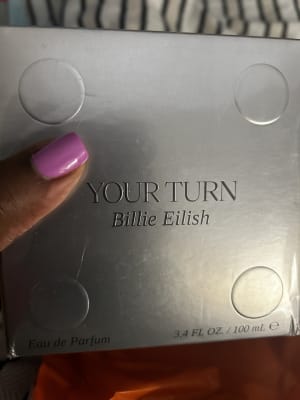 YOUR TURN
Billie Eilish
Eau de Parfum
3.4 FL. OZ. / 100 mL ℮